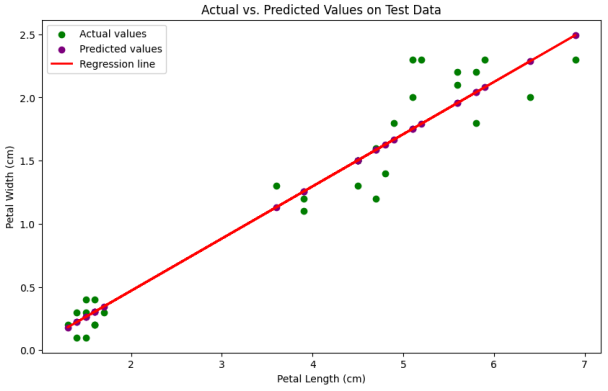 Actual vs. Predicted Values on Test Data
Actual values
Predicted values
Regression line
Petal Width (cm)
2.5
2.0
1.5
1.0
0.5
0.0
2
3
4
5
6
7
Petal Length (cm)